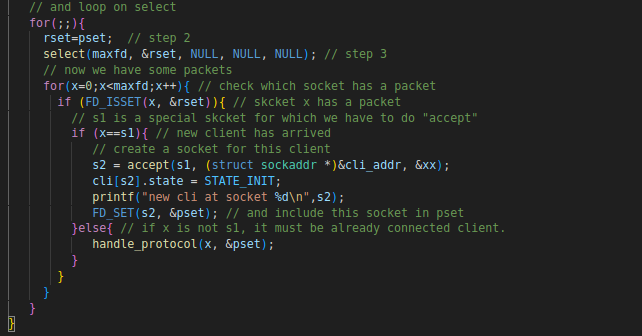 // and loop on select
for(;;){
rset=pset;  // step 2
select(maxfd, &rset, NULL, NULL, NULL); // step 3
// now we have some packets
for(x=0;x<maxfd;x++){ // check which socket has a packet
if (FD_ISSET(x, &rset)){ // skcket x has a packet
// s1 is a special skcket for which we have to do "accept"
if (x==s1){ // new client has arrived
// create a socket for this client
s2 = accept(s1, (struct sockaddr *)&cli_addr, &xx);
cli[s2].state = STATE_INIT;
printf("new cli at socket %d\n",s2);
FD_SET(s2, &pset); // and include this socket in pset
}else{ // if x is not s1, it must be already connected client.
handle_protocol(x, &pset);
}
}
}
}
}